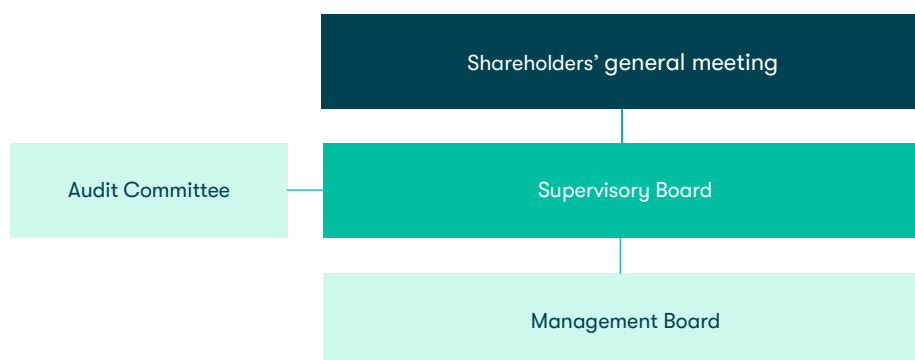 Shareholders’ general meeting
Audit Committee
Supervisory Board
Management Board